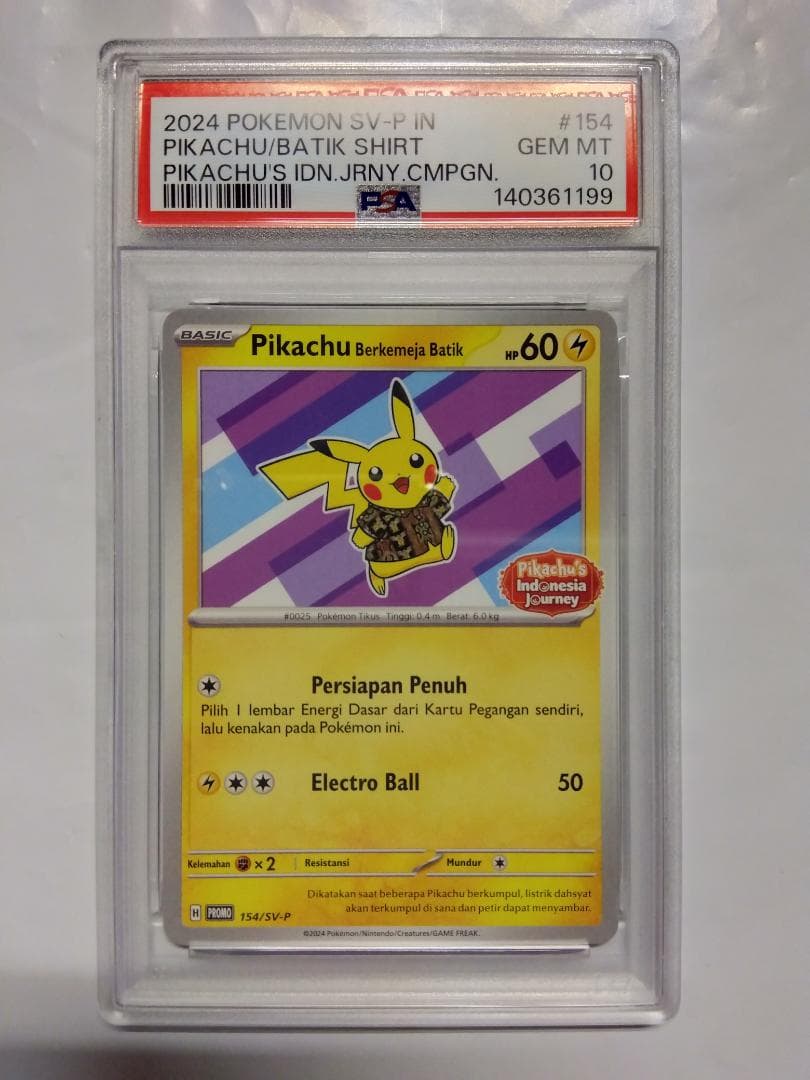 2024 POKEMON SV-P IN #154
PIKACHU/BATIK SHIRT GEM MT
PIKACHU'S IDN.JRNY.CMPGN. 10
PSA 140361199
BASIC Pikachu Berkemeja Batik HP 60
Pikachu's
Indonesia
Journey
#0025 Pokémon Tikus Tinggi: 0.4 m Berat: 6.0 kg
Persiapan Penuh
Pilih 1 lembar Energi Dasar dari Kartu Pegangan sendiri,
lalu kenakan pada Pokémon ini.
Electro Ball 50
Kelemahan ×2 Resistansi Mundur
Dikatakan saat beberapa Pikachu berkumpul, listrik dahsyat
akan terkumpul di sana dan petir dapat menyambar.
H PROMO 154/SV-P
©2024 Pokémon/Nintendo/Creatures/GAME FREAK.